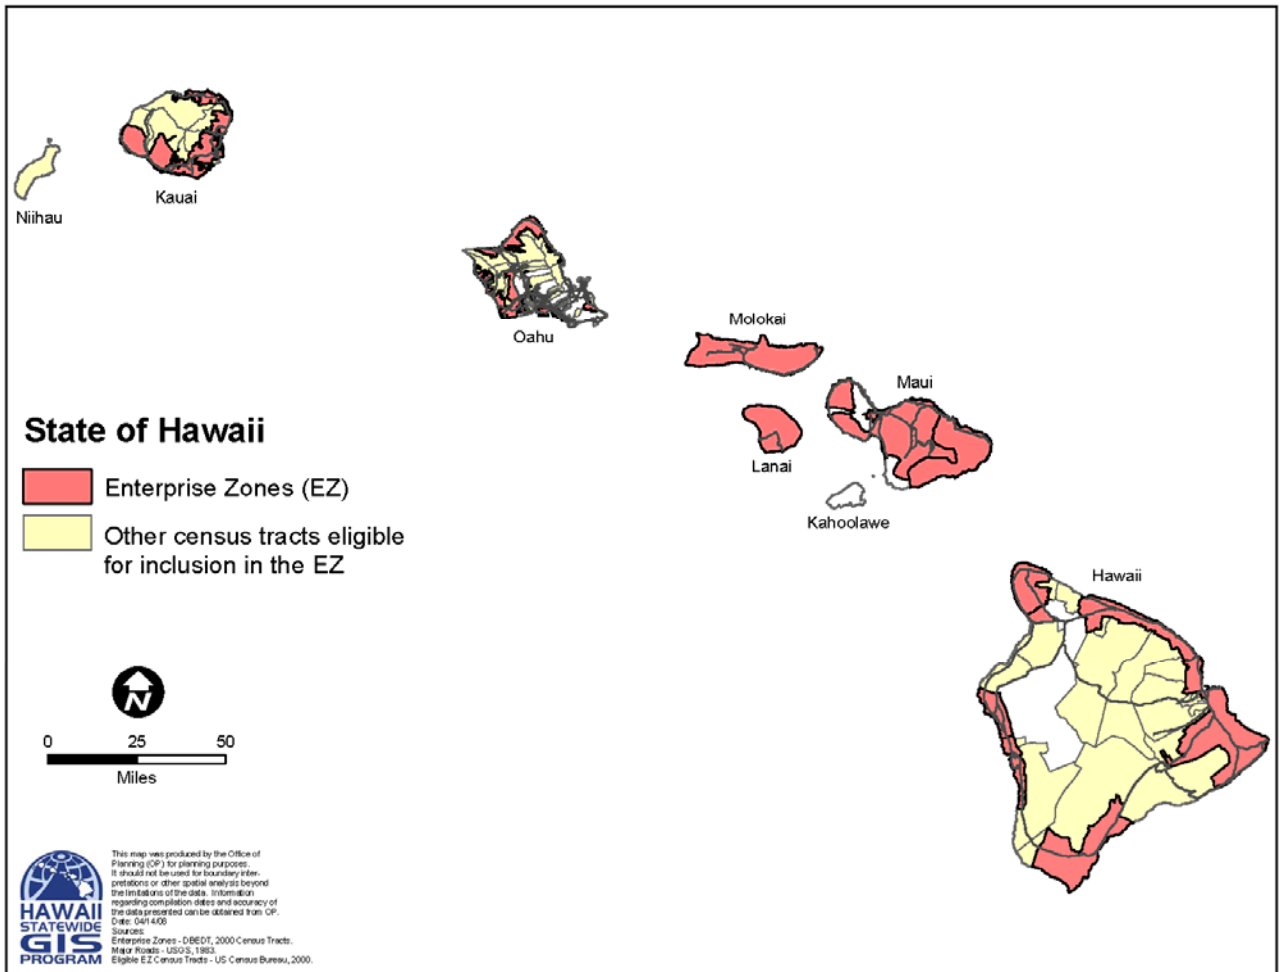 Kauai
Niihau
Oahu
Molokai
Maui
Lanai
Kahoolawe
Hawaii
State of Hawaii
Enterprise Zones (EZ)
Other census tracts eligible
for inclusion in the EZ
N
0 25 50
Miles
HAWAII
STATEWIDE
GIS
PROGRAM
This map was produced by the Office of
Planning (OP) for planning purposes.
It should not be used for boundary inter-
pretations or other spatial analysis beyond
the limitations of the data. Information
regarding compilation dates and accuracy of
the data presented can be obtained from OP.
Date: 04/14/08
Sources:
Enterprise Zones - DBEDT, 2000 Census Tracts.
Major Roads - USGS, 1983.
Eligible EZ Census Tracts - US Census Bureau, 2000.